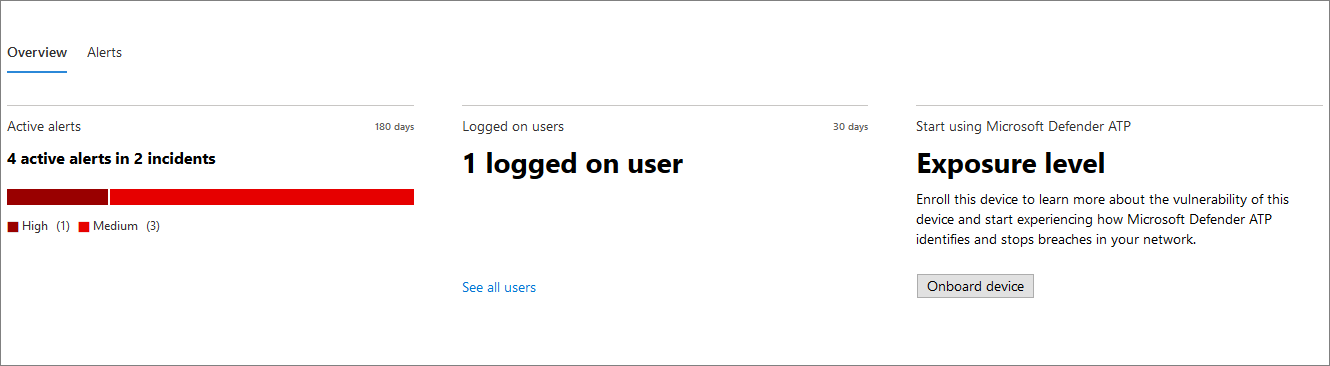 Overview Alerts
Active alerts 180 days
4 active alerts in 2 incidents
High (1) Medium (3)
Logged on users 30 days
1 logged on user
See all users
Start using Microsoft Defender ATP
Exposure level
Enroll this device to learn more about the vulnerability of this
device and start experiencing how Microsoft Defender ATP
identifies and stops breaches in your network.
Onboard device